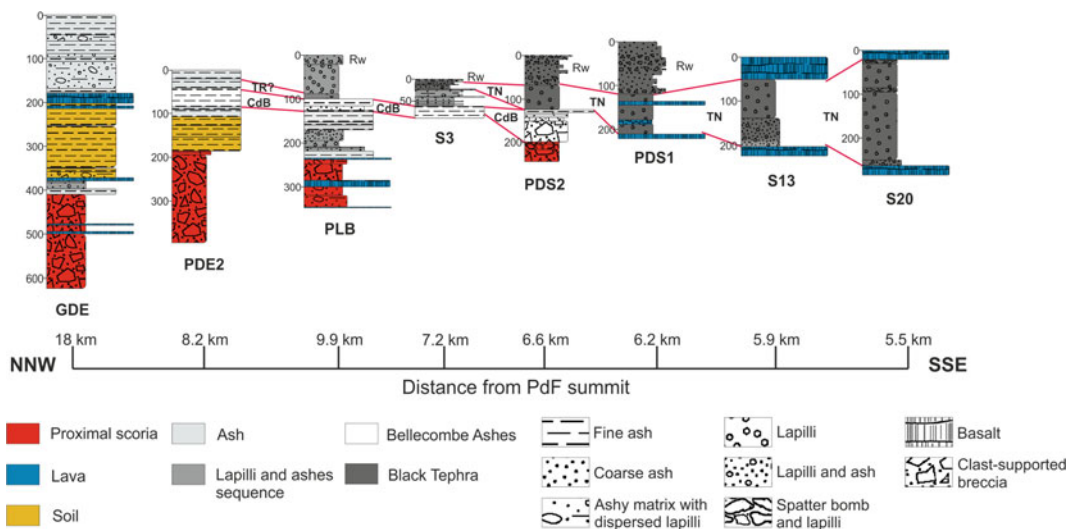 0
100
200
300
400
500
600
GDE
0
100
200
300
PDE2
TR?
CdB
0
100
200
300
Rw
PLB
CdB
0
50
Rw
TN
CdB
S3
0
100
200
Rw
TN
PDS2
0
100
200
Rw
TN
PDS1
0
100
200
TN
S13
0
100
200
S20
18 km 8.2 km 9.9 km 7.2 km 6.6 km 6.2 km 5.9 km 5.5 km
NNW SSE
Distance from PdF summit
Proximal scoria
Lava
Soil
Ash
Lapilli and ashes
sequence
Bellecombe Ashes
Black Tephra
Fine ash
Coarse ash
Ashy matrix with
dispersed lapilli
Lapilli
Lapilli and ash
Spatter bomb
and lapilli
Basalt
Clast-supported
breccia